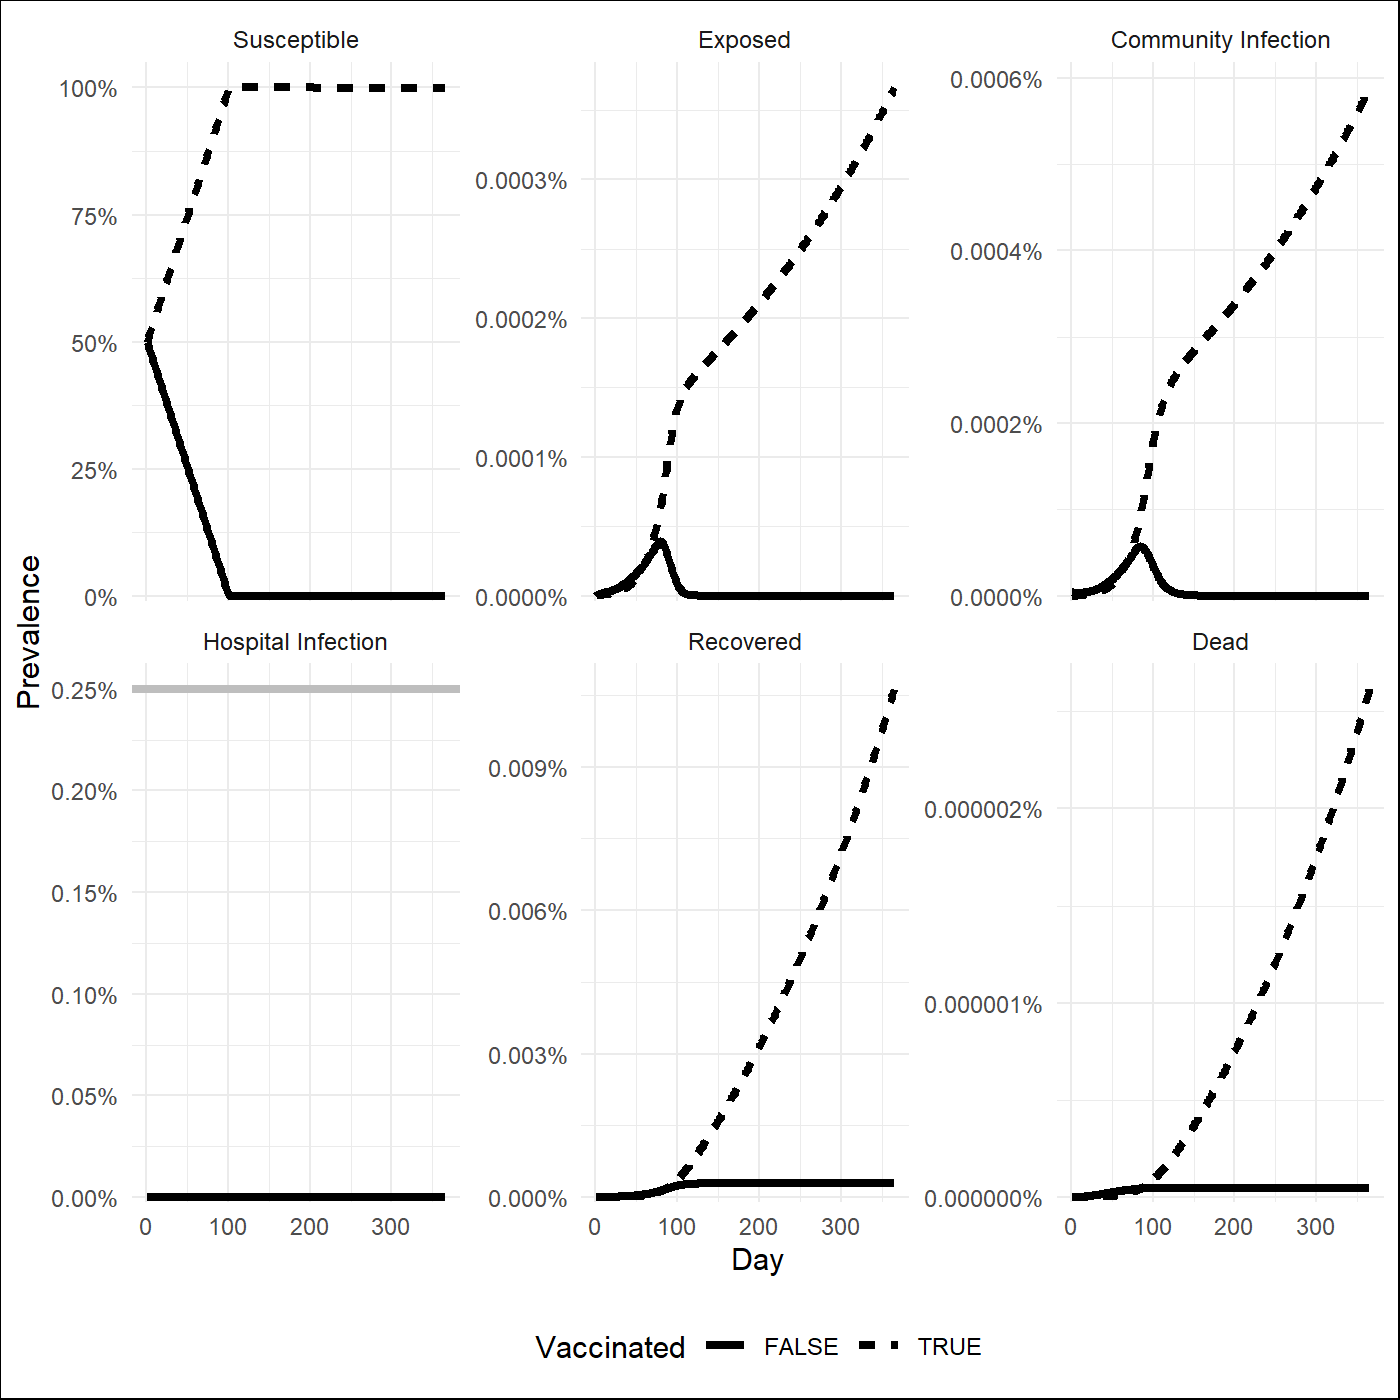 Susceptible
Exposed
Community Infection
100%
75%
50%
25%
0%
0.0003%
0.0002%
0.0001%
0.0000%
0.0006%
0.0004%
0.0002%
0.0000%
Prevalence
Hospital Infection
Recovered
Dead
0.25%
0.20%
0.15%
0.10%
0.05%
0.00%
0.009%
0.006%
0.003%
0.000%
0.000002%
0.000001%
0.000000%
0 100 200 300
0 100 200 300
0 100 200 300
Day
Vaccinated FALSE TRUE